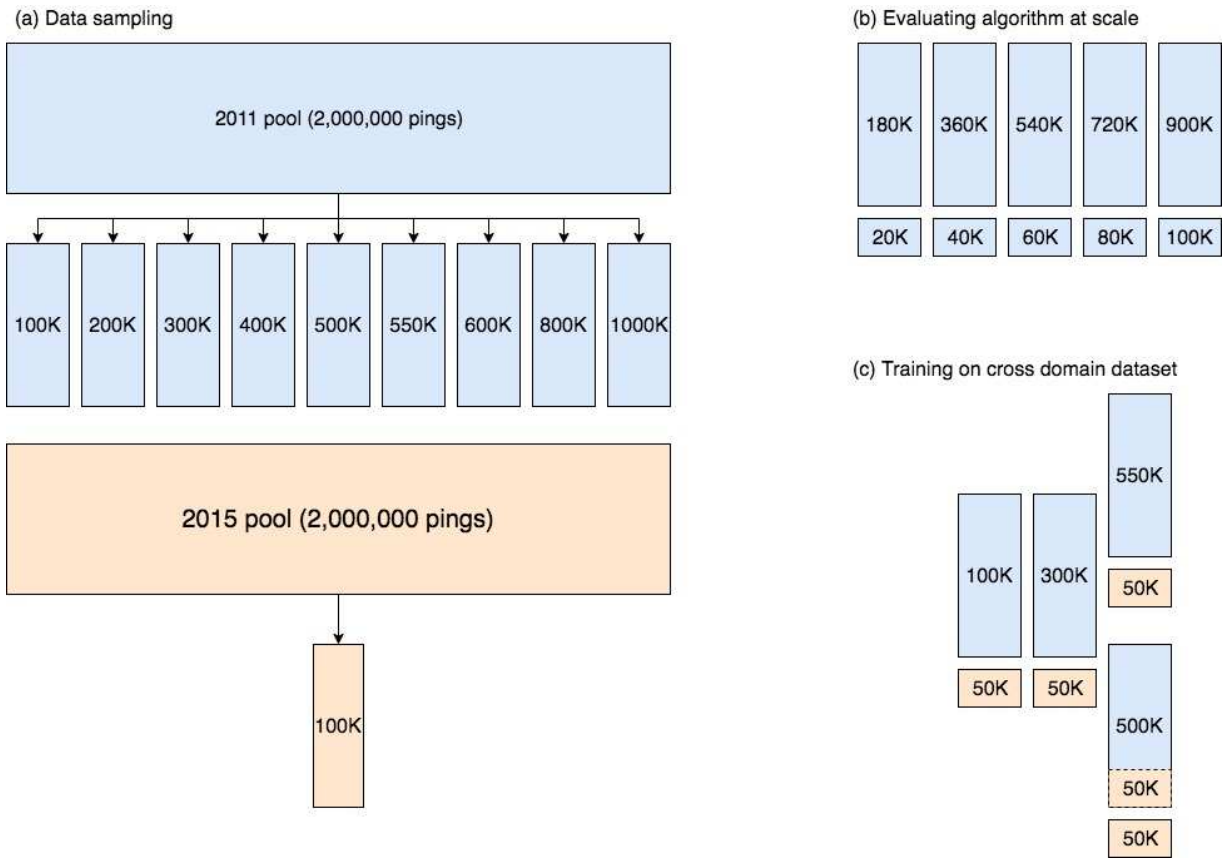 (a) Data sampling
2011 pool (2,000,000 pings)
100K 200K 300K 400K 500K 550K 600K 800K 1000K
2015 pool (2,000,000 pings)
100K
(b) Evaluating algorithm at scale
180K 360K 540K 720K 900K
20K 40K 60K 80K 100K
(c) Training on cross domain dataset
550K
100K 300K
50K
50K 50K
500K
50K
50K